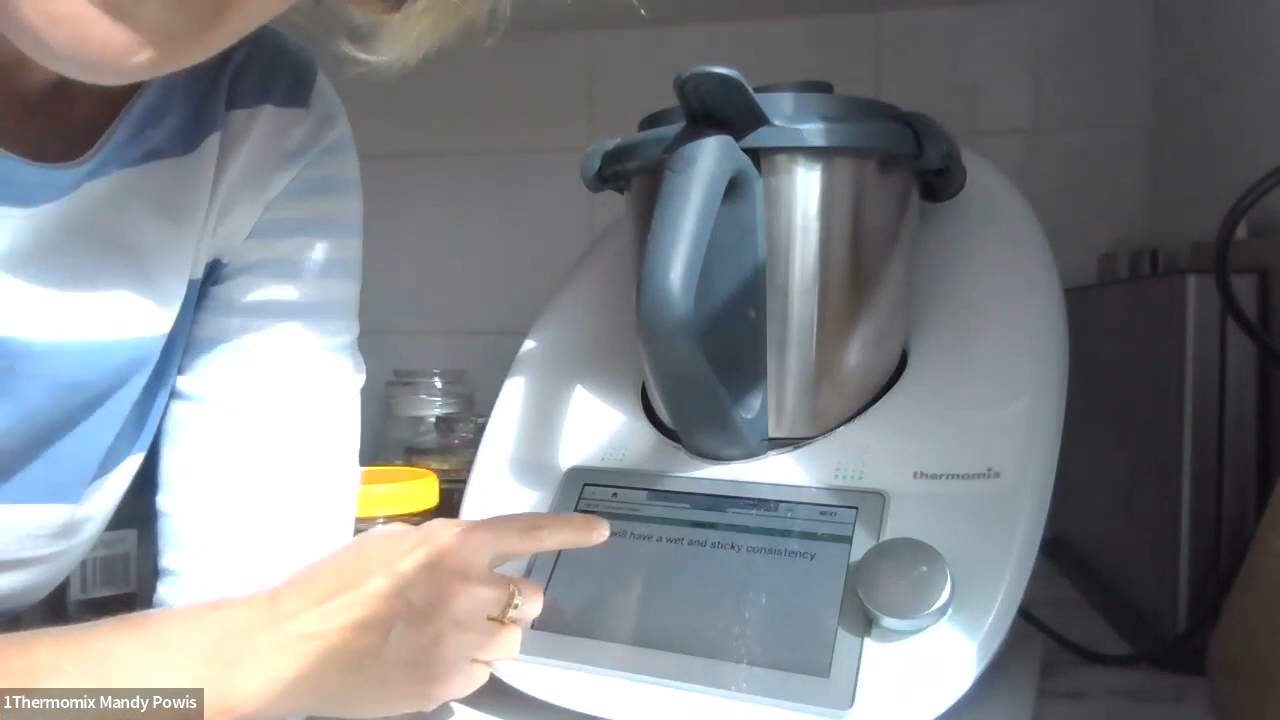 thermomix
NEXT
will have a wet and sticky consistency
1Thermomix Mandy Powis